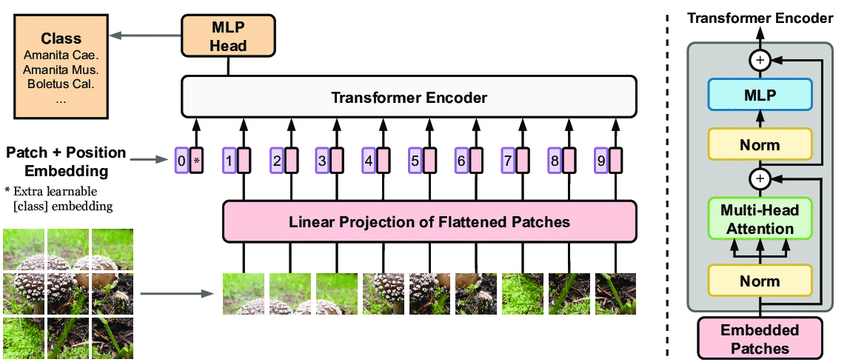 Class
Amanita Cae.
Amanita Mus.
Boletus Cal.
...
MLP
Head
Transformer Encoder
Patch + Position
Embedding
* Extra learnable
[class] embedding
0 * 1 2 3 4 5 6 7 8 9
Linear Projection of Flattened Patches
Transformer Encoder
+
MLP
Norm
+
Multi-Head
Attention
Norm
Embedded
Patches